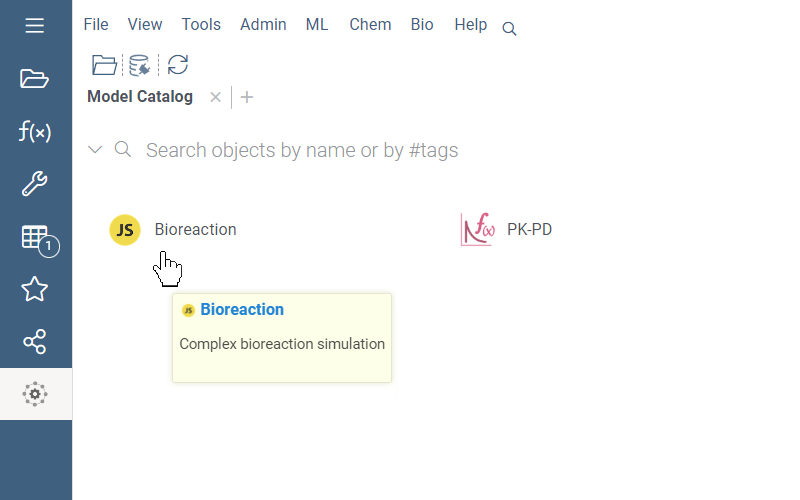 File View Tools Admin ML Chem Bio Help
Model Catalog
f(x)
Search objects by name or by #tags
JS Bioreaction
f(x) PK-PD
1
JS Bioreaction
Complex bioreaction simulation